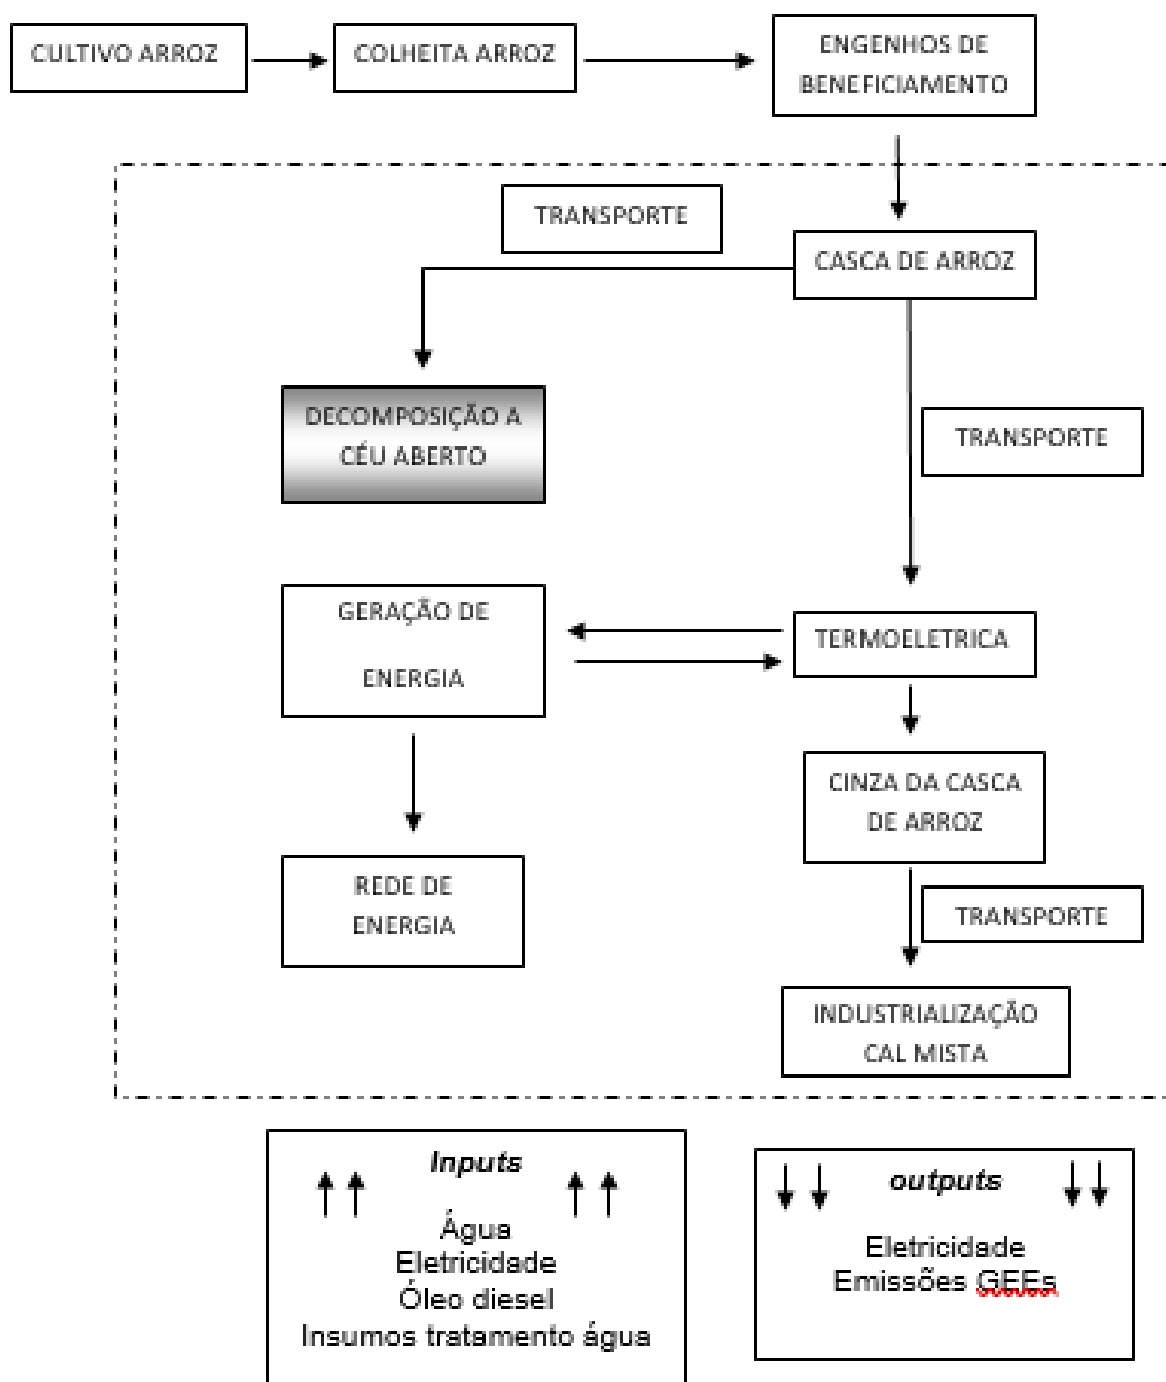 CULTIVO ARROZ
COLHEITA ARROZ
ENGENHOS DE
BENEFICIAMENTO
TRANSPORTE
CASCA DE ARROZ
DECOMPOSIÇÃO A
CÉU ABERTO
TRANSPORTE
GERAÇÃO DE
ENERGIA
TERMOELETRICA
CINZA DA CASCA
DE ARROZ
REDE DE
ENERGIA
TRANSPORTE
INDUSTRIALIZAÇÃO
CAL MISTA
Inputs
Água
Eletricidade
Óleo diesel
Insumos tratamento água
outputs
Eletricidade
Emissões GEEs